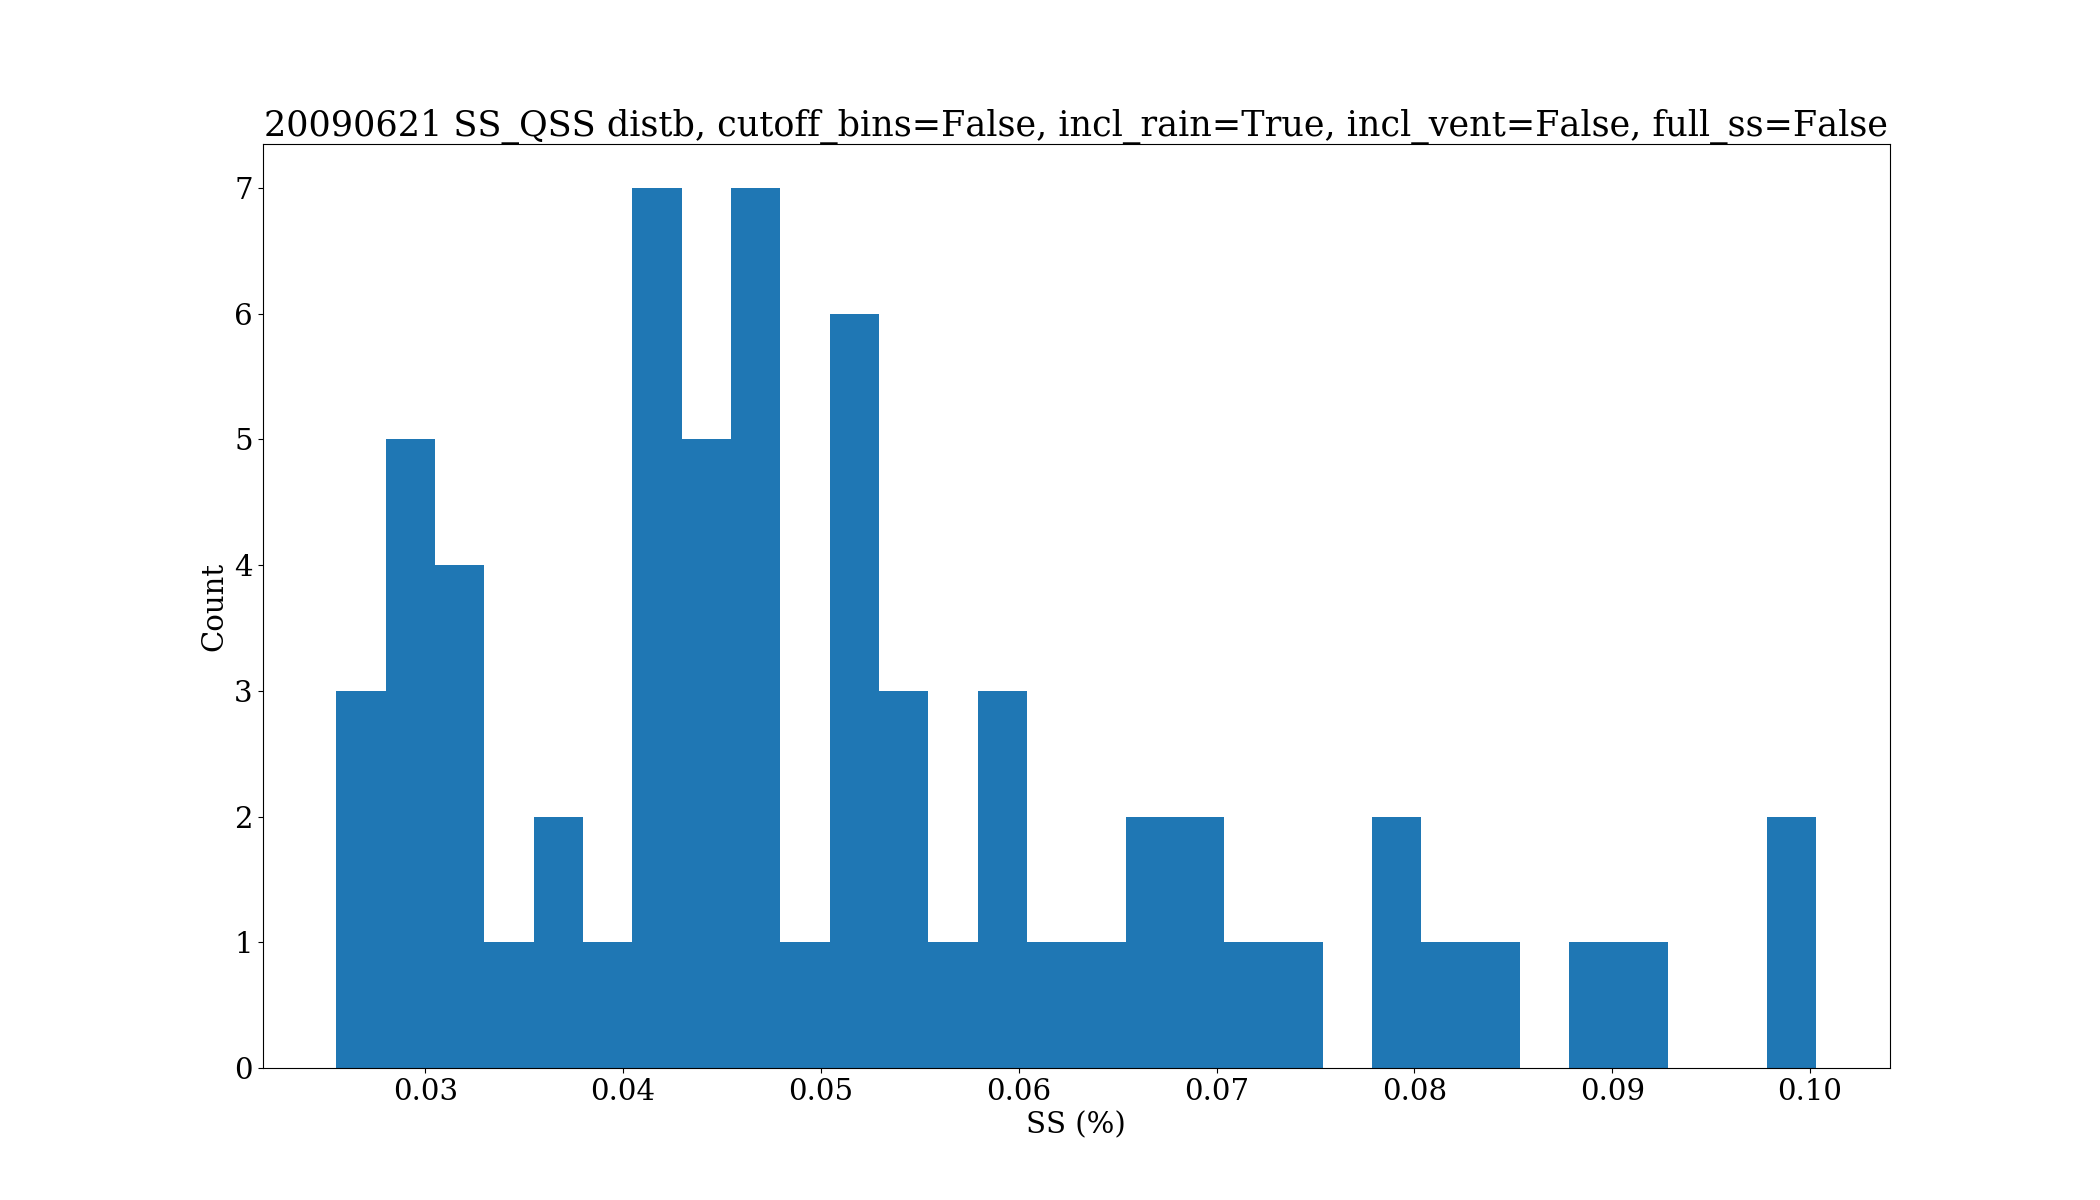 20090621 SS_QSS distb, cutoff_bins=False, incl_rain=True, incl_vent=False, full_ss=False
7
6
5
4
3
2
1
0
Count
0.03 0.04 0.05 0.06 0.07 0.08 0.09 0.10
SS (%)